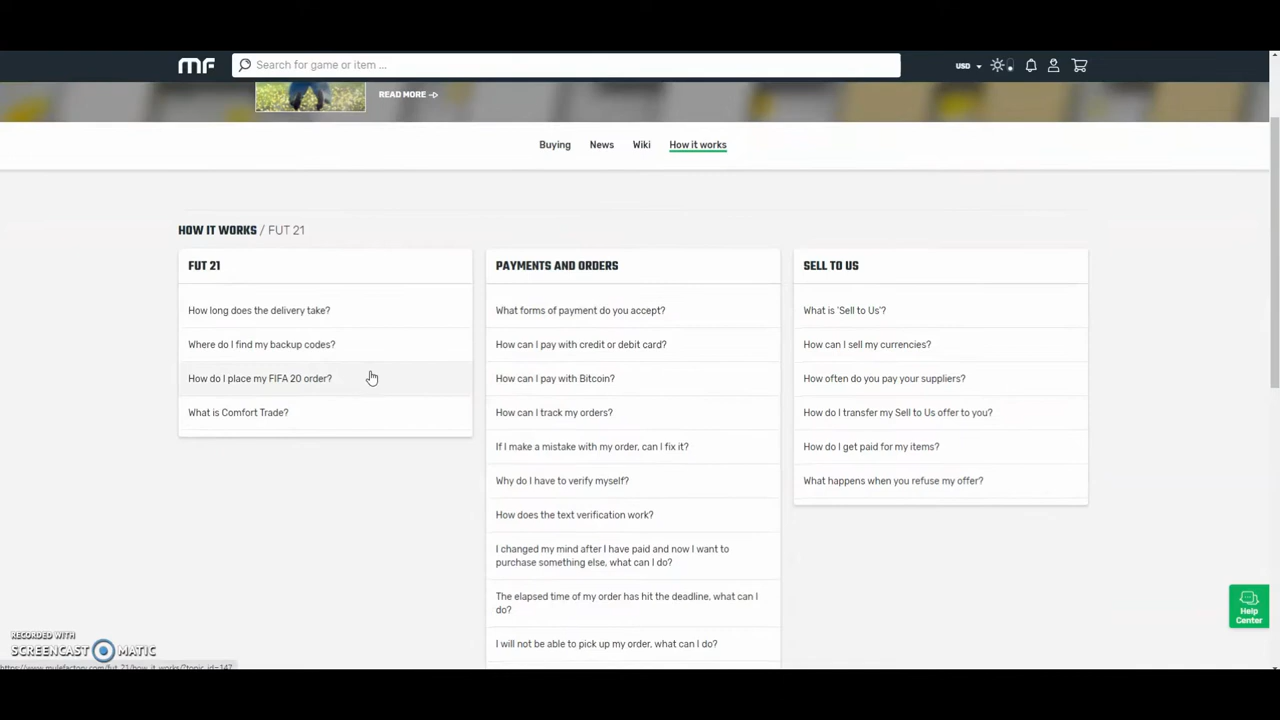 MF
Search for game or item ...
USD
READ MORE
Buying
News
Wiki
How it works
HOW IT WORKS / FUT 21
FUT 21
How long does the delivery take?
Where do I find my backup codes?
How do I place my FIFA 20 order?
What is Comfort Trade?
PAYMENTS AND ORDERS
What forms of payment do you accept?
How can I pay with credit or debit card?
How can I pay with Bitcoin?
How can I track my orders?
If I make a mistake with my order, can I fix it?
Why do I have to verify myself?
How does the text verification work?
I changed my mind after I have paid and now I want to
purchase something else, what can I do?
The elapsed time of my order has hit the deadline, what can I
do?
I will not be able to pick up my order, what can I do?
SELL TO US
What is 'Sell to Us'?
How can I sell my currencies?
How often do you pay your suppliers?
How do I transfer my Sell to Us offer to you?
How do I get paid for my items?
What happens when you refuse my offer?
Help
Center
RECORDED WITH
SCREENCAST MATIC
https://www.mulefactory.com/fut_21/how_it_works/?topic_id=147